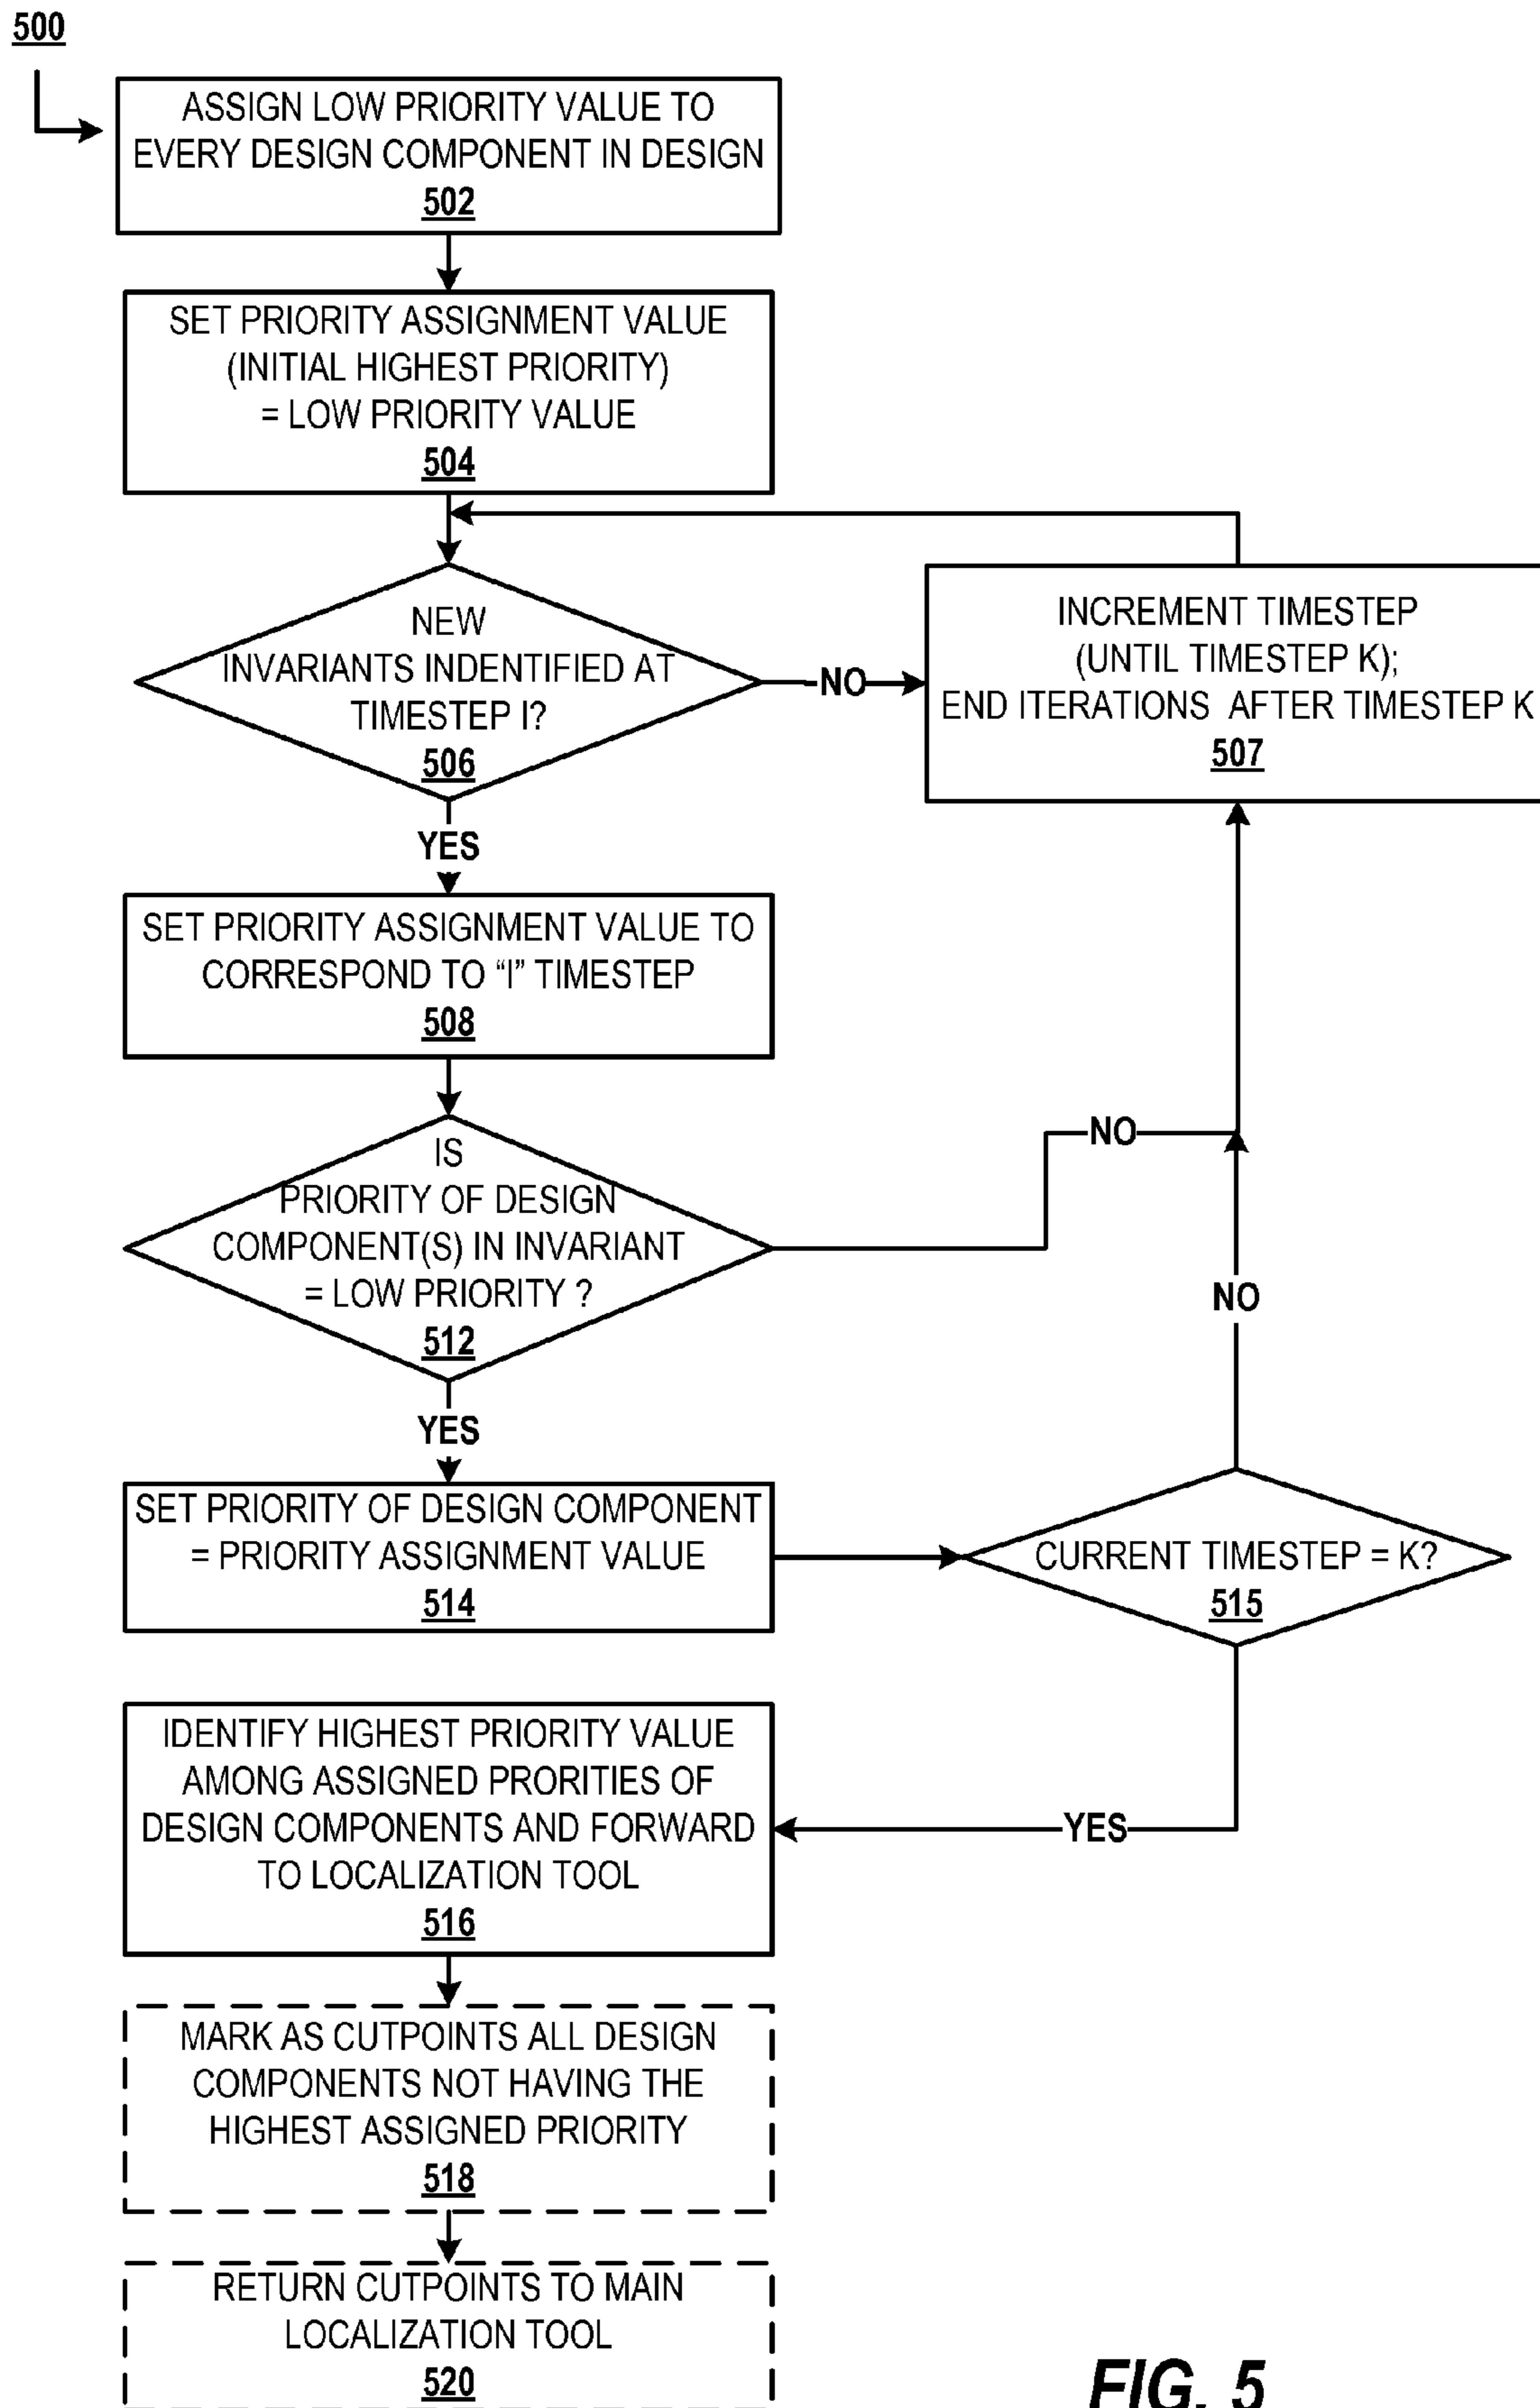 500
ASSIGN LOW PRIORITY VALUE TO
EVERY DESIGN COMPONENT IN DESIGN
502
SET PRIORITY ASSIGNMENT VALUE
(INITIAL HIGHEST PRIORITY)
= LOW PRIORITY VALUE
504
NEW
INVARIANTS INDENTIFIED AT
TIMESTEP I?
506
NO
INCREMENT TIMESTEP
(UNTIL TIMESTEP K);
END ITERATIONS AFTER TIMESTEP K
507
YES
SET PRIORITY ASSIGNMENT VALUE TO
CORRESPOND TO “I” TIMESTEP
508
IS
PRIORITY OF DESIGN
COMPONENT(S) IN INVARIANT
= LOW PRIORITY ?
512
NO
YES
SET PRIORITY OF DESIGN COMPONENT
= PRIORITY ASSIGNMENT VALUE
514
CURRENT TIMESTEP = K?
515
NO
YES
IDENTIFY HIGHEST PRIORITY VALUE
AMONG ASSIGNED PRORITIES OF
DESIGN COMPONENTS AND FORWARD
TO LOCALIZATION TOOL
516
MARK AS CUTPOINTS ALL DESIGN
COMPONENTS NOT HAVING THE
HIGHEST ASSIGNED PRIORITY
518
RETURN CUTPOINTS TO MAIN
LOCALIZATION TOOL
520
FIG. 5